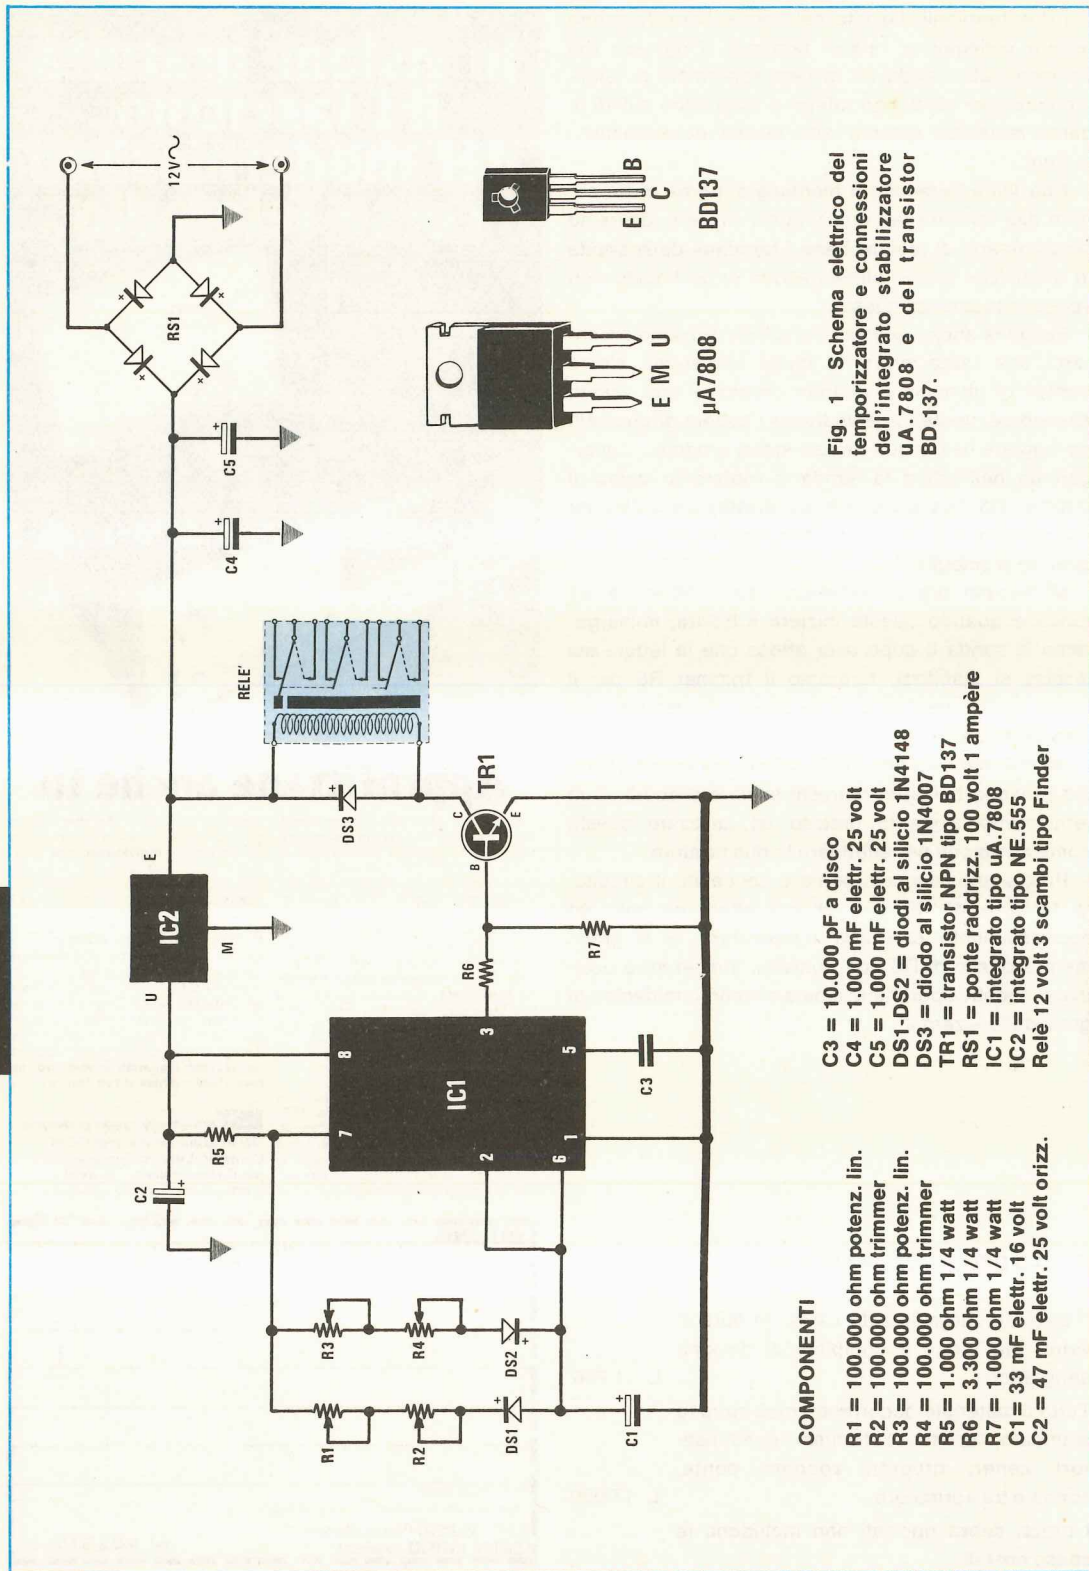 12V
RS1
C5
C4
RELE'
DS3
TR1
C
B
E
E
IC2
M
U
R6
R7
3
8
7
IC1
5
2
6
1
C3
C2
R5
R3
R4
DS2
R1
R2
DS1
C1
E M U
µA7808
E C B
BD137
Fig. 1 Schema elettrico del
temporizzatore e connessioni
dell'integrato stabilizzatore
uA.7808 e del transistor
BD.137.
COMPONENTI
R1 = 100.000 ohm potenz. lin.
R2 = 100.000 ohm trimmer
R3 = 100.000 ohm potenz. lin.
R4 = 100.000 ohm trimmer
R5 = 1.000 ohm 1/4 watt
R6 = 3.300 ohm 1/4 watt
R7 = 1.000 ohm 1/4 watt
C1 = 33 mF elettr. 16 volt
C2 = 47 mF elettr. 25 volt orizz.
C3 = 10.000 pF a disco
C4 = 1.000 mF elettr. 25 volt
C5 = 1.000 mF elettr. 25 volt
DS1-DS2 = diodi al silicio 1N4148
DS3 = diodo al silicio 1N4007
TR1 = transistor NPN tipo BD137
RS1 = ponte raddrizz. 100 volt 1 ampère
IC1 = integrato tipo uA.7808
IC2 = integrato tipo NE.555
Relè 12 volt 3 scambi tipo Finder